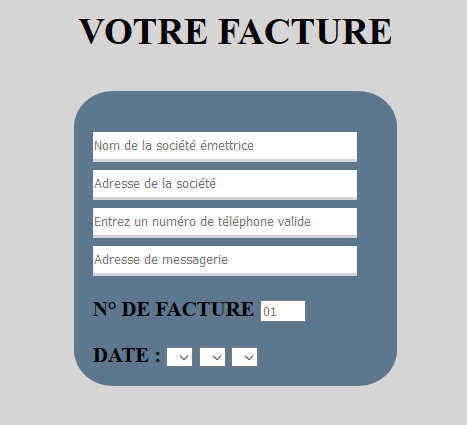 VOTRE FACTURE
Nom de la société émettrice
Adresse de la société
Entrez un numéro de téléphone valide
Adresse de messagerie
N° DE FACTURE 01
DATE :